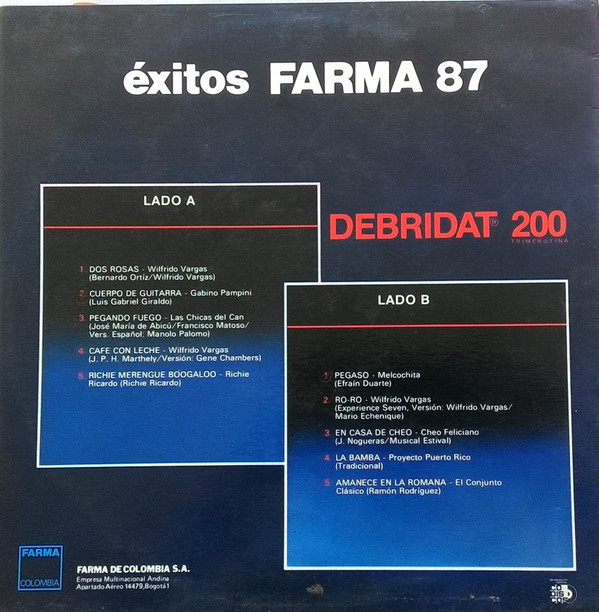 éxitos FARMA 87
LADO A
1. DOS ROSAS - Wilfrido Vargas
(Bernardo Ortíz/Wilfrido Vargas)
2. CUERPO DE GUITARRA - Gabino Pampini
(Luis Gabriel Giraldo)
3. PEGANDO FUEGO - Las Chicas del Can
(José María de Abicú/Francisco Matoso/
Vers. Español: Manolo Palomo)
4. CAFE CON LECHE - Wilfrido Vargas
(J. P. H. Marthely/Versión: Gene Chambers)
5. RICHIE MERENGUE BOOGALOO - Richie
Ricardo (Richie Ricardo)
DEBRIDAT® 200
TRIMEBUTINA
LADO B
1. PEGASO - Melcochita
(Efraín Duarte)
2. RO-RO - Wilfrido Vargas
(Experience Seven, Versión: Wilfrido Vargas/
Mario Echenique)
3. EN CASA DE CHEO - Cheo Feliciano
(J. Nogueras/Musical Estival)
4. LA BAMBA - Proyecto Puerto Rico
(Tradicional)
5. AMANECE EN LA ROMANA - El Conjunto
Clásico (Ramón Rodríguez)
FARMA
COLOMBIA
FARMA DE COLOMBIA S.A.
Empresa Multinacional Andina
Apartado Aéreo 14479, Bogotá 1